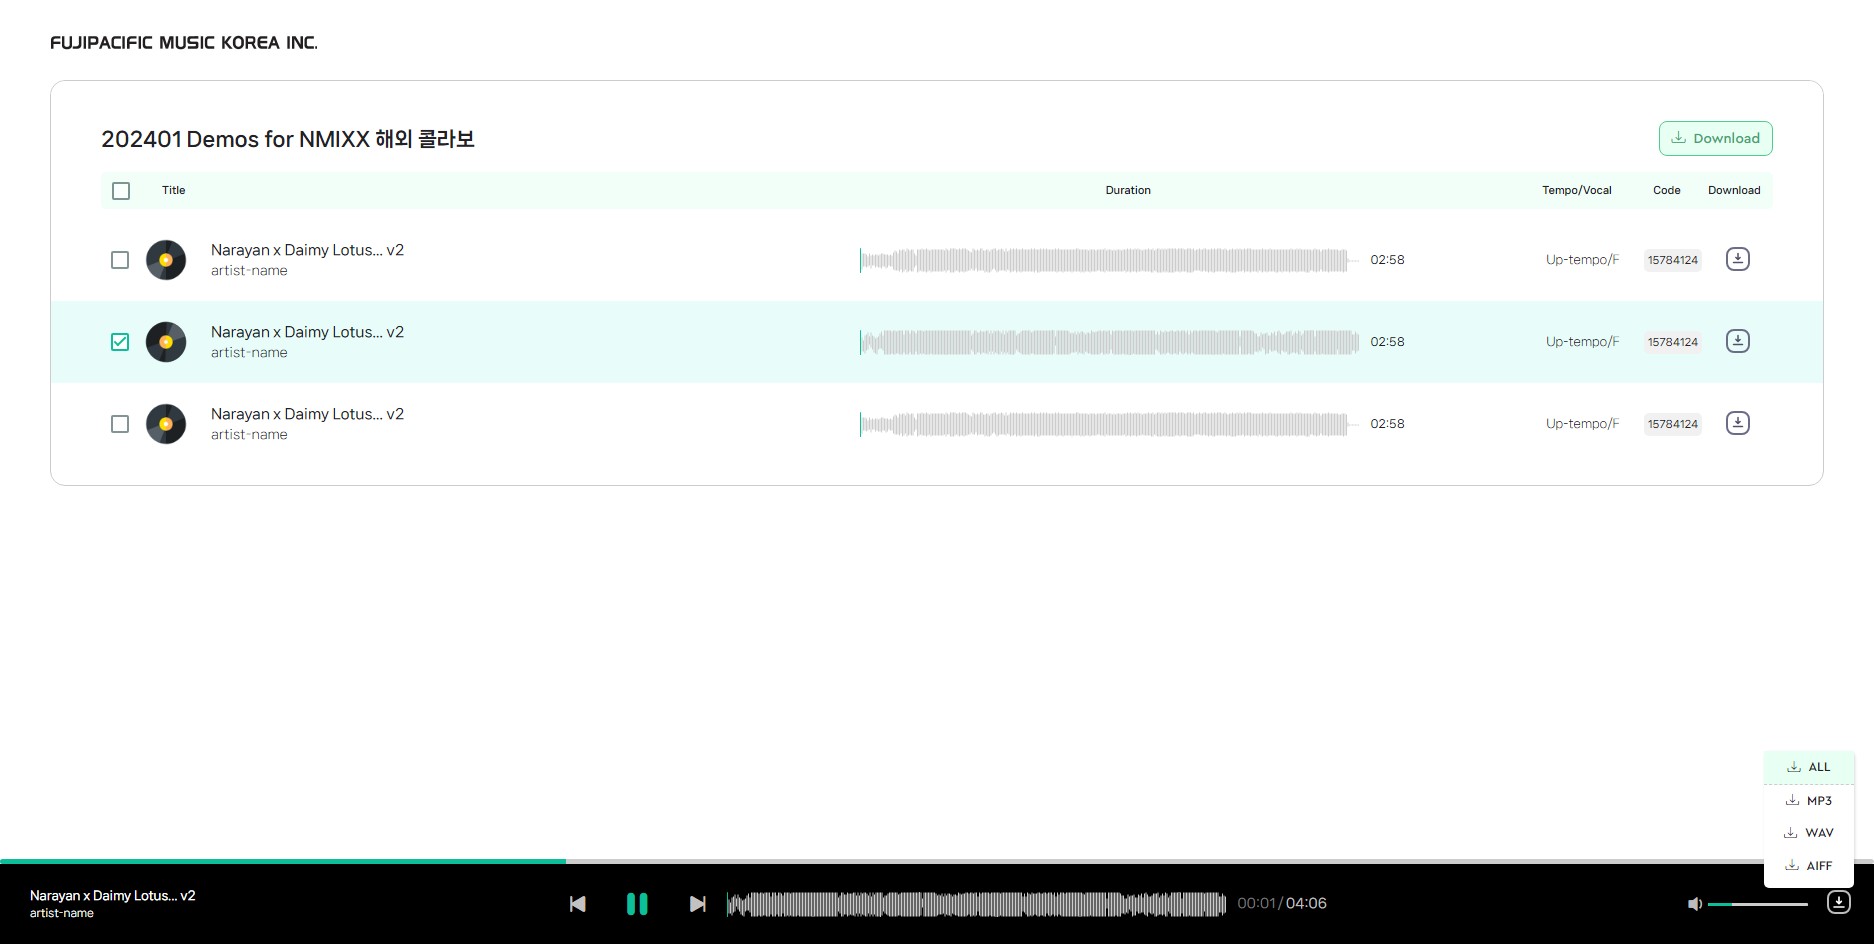 FUJIPACIFIC MUSIC KOREA INC.
202401 Demos for NMIXX 해외 콜라보
Download
Title Duration Tempo/Vocal Code Download
Narayan x Daimy Lotus... v2
artist-name
02:58 Up-tempo/F 15784124
Narayan x Daimy Lotus... v2
artist-name
02:58 Up-tempo/F 15784124
Narayan x Daimy Lotus... v2
artist-name
02:58 Up-tempo/F 15784124
ALL
MP3
WAV
AIFF
Narayan x Daimy Lotus... v2
artist-name
00:01/04:06